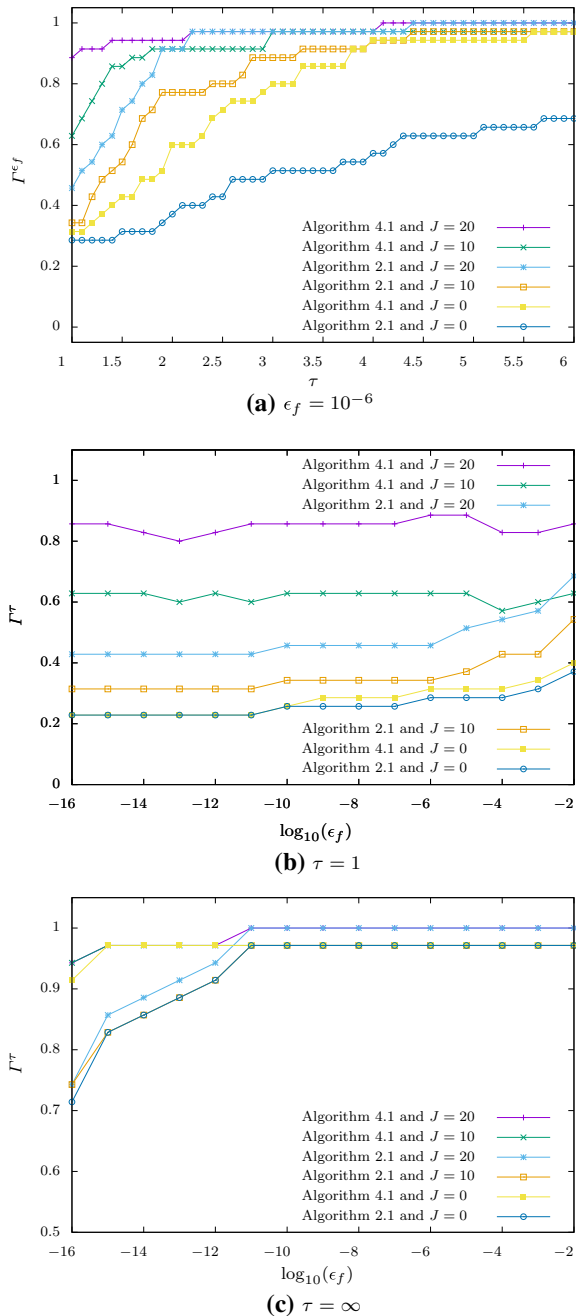 1
0.8
0.6
0.4
0.2
0
Γ^{ϵ_f}
Algorithm 4.1 and J = 20
Algorithm 4.1 and J = 10
Algorithm 2.1 and J = 20
Algorithm 2.1 and J = 10
Algorithm 4.1 and J = 0
Algorithm 2.1 and J = 0
1 1.5 2 2.5 3 3.5 4 4.5 5 5.5 6
τ
(a) ϵ_f = 10^{−6}
1
0.8
0.6
0.4
0.2
0
Γ^τ
Algorithm 4.1 and J = 20
Algorithm 4.1 and J = 10
Algorithm 2.1 and J = 20
Algorithm 2.1 and J = 10
Algorithm 4.1 and J = 0
Algorithm 2.1 and J = 0
−16 −14 −12 −10 −8 −6 −4 −2
log_{10}(ϵ_f)
(b) τ = 1
1
0.9
0.8
0.7
0.6
0.5
Γ^τ
Algorithm 4.1 and J = 20
Algorithm 4.1 and J = 10
Algorithm 2.1 and J = 20
Algorithm 2.1 and J = 10
Algorithm 4.1 and J = 0
Algorithm 2.1 and J = 0
−16 −14 −12 −10 −8 −6 −4 −2
log_{10}(ϵ_f)
(c) τ = ∞